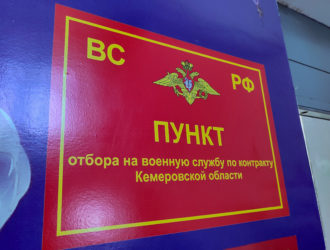 ВС
РФ
ПУНКТ
отбора на военную службу по контракту
Кемеровской области